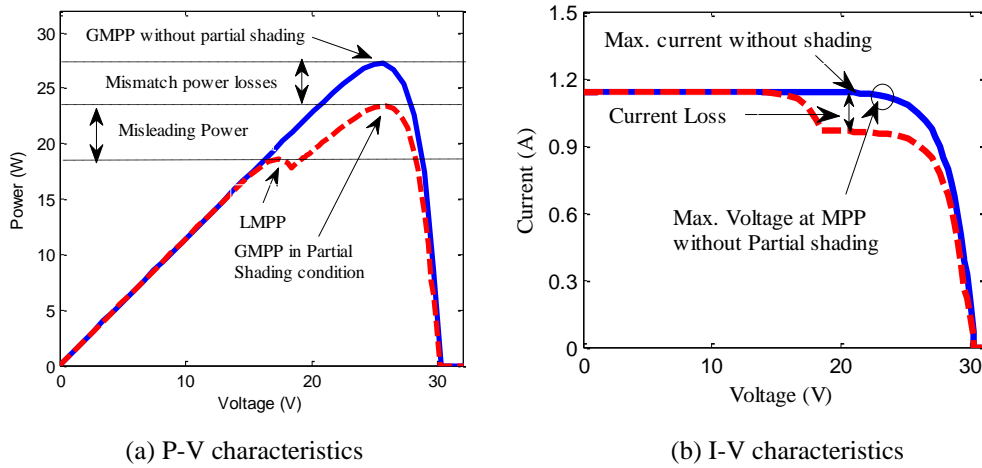 GMPP without partial shading
Mismatch power losses
Misleading Power
LMPP
GMPP in Partial
Shading condition
Power (W)
30
25
20
15
10
5
0
0
10
20
30
Voltage (V)
(a) P-V characteristics
Max. current without shading
Current Loss
Max. Voltage at MPP
without Partial shading
Current (A)
1.5
1.2
0.9
0.6
0.3
0
0
10
20
30
Voltage (V)
(b) I-V characteristics